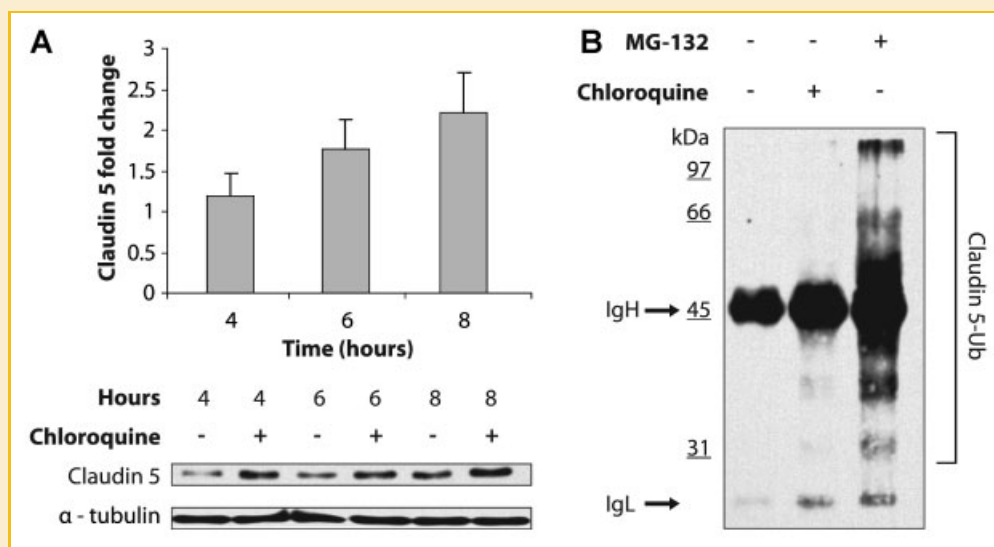 A
Claudin 5 fold change
3
2.5
2
1.5
1
0.5
0
4 6 8
Time (hours)
Hours 4 4 6 6 8 8
Chloroquine - + - + - +
Claudin 5
α - tubulin
B
MG-132 - - +
Chloroquine - + -
kDa
97
66
IgH 45
31
IgL
Claudin 5-Ub